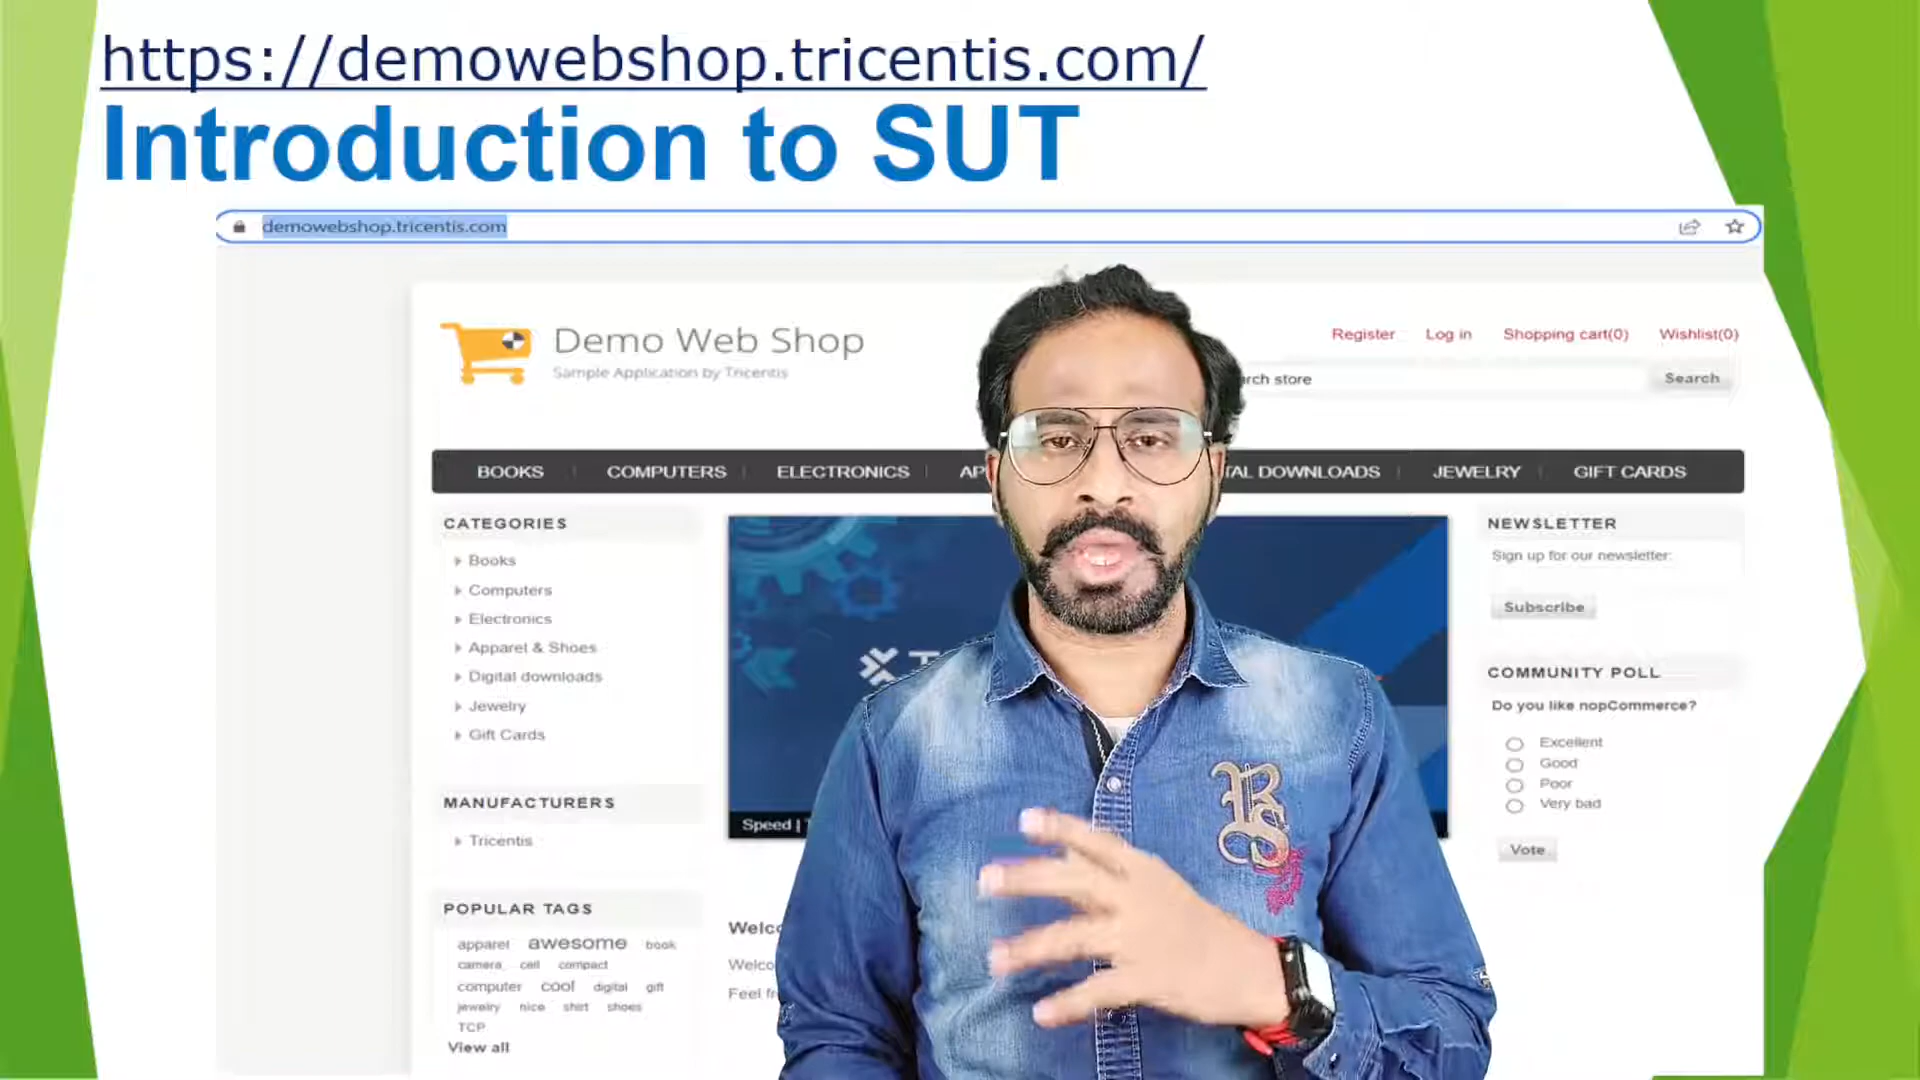 https://demowebshop.tricentis.com/
Introduction to SUT
demowebshop.tricentis.com
Demo Web Shop
Sample Application by Tricentis
Register Log in Shopping cart(0) Wishlist(0)
store
Search
BOOKS COMPUTERS ELECTRONICS DOWNLOADS JEWELRY GIFT CARDS
CATEGORIES
Books
Computers
Electronics
Apparel & Shoes
Digital downloads
Jewelry
Gift Cards
MANUFACTURERS
Tricentis
POPULAR TAGS
apparel awesome book
camera cell compact
computer cool digital gift
jewelry nice shirt shoes
TCP
View all
Speed |
NEWSLETTER
Sign up for our newsletter:
Subscribe
COMMUNITY POLL
Do you like nopCommerce?
Excellent
Good
Poor
Very bad
Vote